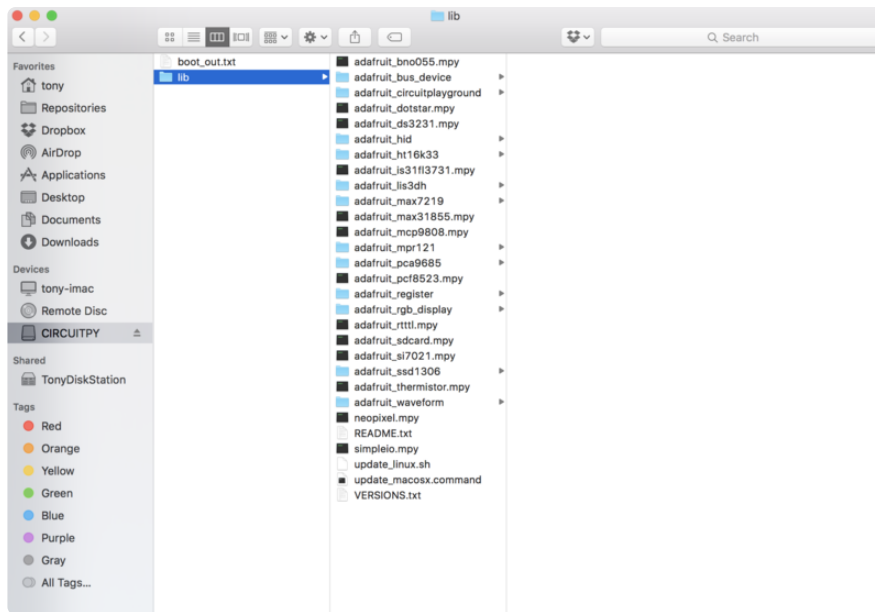 lib
Search
Favorites
tony
Repositories
Dropbox
AirDrop
Applications
Desktop
Documents
Downloads
Devices
tony-imac
Remote Disc
CIRCUITPY
Shared
TonyDiskStation
Tags
Red
Orange
Yellow
Green
Blue
Purple
Gray
All Tags...
boot_out.txt
lib
adafruit_bno055.mpy
adafruit_bus_device
adafruit_circuitplayground
adafruit_dotstar.mpy
adafruit_ds3231.mpy
adafruit_hid
adafruit_ht16k33
adafruit_is31fl3731.mpy
adafruit_lis3dh
adafruit_max7219
adafruit_max31855.mpy
adafruit_mcp9808.mpy
adafruit_mpr121
adafruit_pca9685
adafruit_pcf8523.mpy
adafruit_register
adafruit_rgb_display
adafruit_rtttl.mpy
adafruit_sdcard.mpy
adafruit_si7021.mpy
adafruit_ssd1306
adafruit_thermistor.mpy
adafruit_waveform
neopixel.mpy
README.txt
simpleio.mpy
update_linux.sh
update_macosx.command
VERSIONS.txt